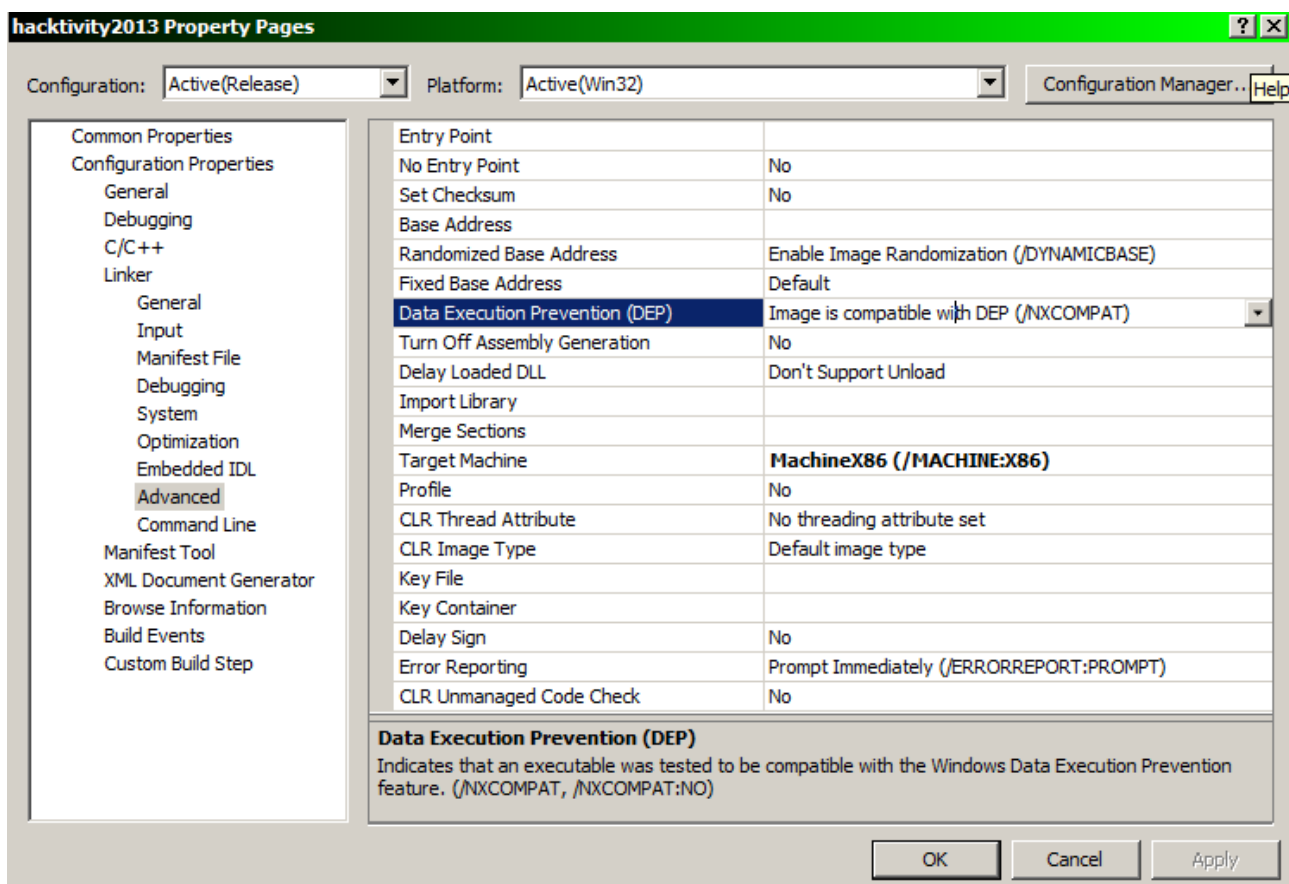 hacktivity2013 Property Pages
Configuration: Active(Release) Platform: Active(Win32) Configuration Manager... Help
Common Properties
Configuration Properties
General
Debugging
C/C++
Linker
General
Input
Manifest File
Debugging
System
Optimization
Embedded IDL
Advanced
Command Line
Manifest Tool
XML Document Generator
Browse Information
Build Events
Custom Build Step
Entry Point
No Entry Point No
Set Checksum No
Base Address
Randomized Base Address Enable Image Randomization (/DYNAMICBASE)
Fixed Base Address Default
Data Execution Prevention (DEP) Image is compatible with DEP (/NXCOMPAT)
Turn Off Assembly Generation No
Delay Loaded DLL Don't Support Unload
Import Library
Merge Sections
Target Machine MachineX86 (/MACHINE:X86)
Profile No
CLR Thread Attribute No threading attribute set
CLR Image Type Default image type
Key File
Key Container
Delay Sign No
Error Reporting Prompt Immediately (/ERRORREPORT:PROMPT)
CLR Unmanaged Code Check No
Data Execution Prevention (DEP)
Indicates that an executable was tested to be compatible with the Windows Data Execution Prevention
feature. (/NXCOMPAT, /NXCOMPAT:NO)
OK Cancel Apply